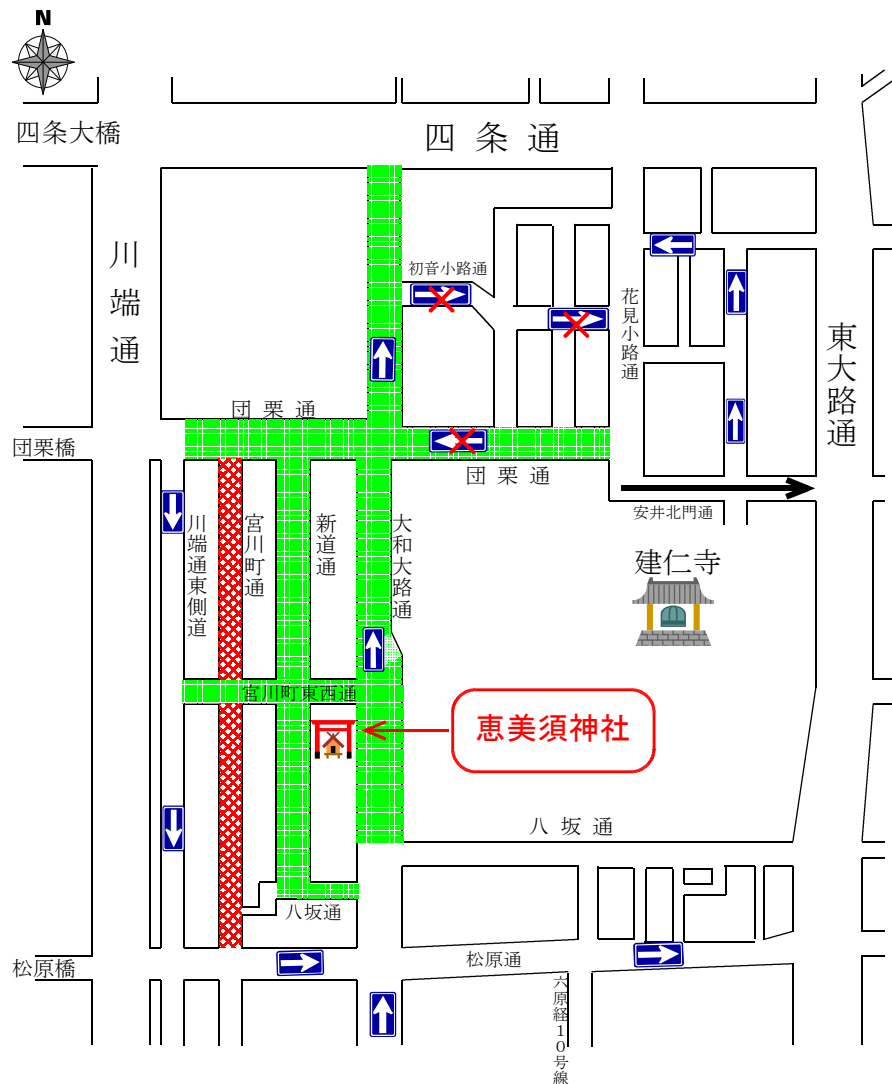 N
四条大橋
四条通
川端通
初音小路通
花見小路通
東大路通
団栗通
団栗橋
団栗通
安井北門通
川端通東側道
宮川町通
新道通
大和大路通
建仁寺
宮川町東西通
恵美須神社
八坂通
八坂通
松原橋
松原通
六原経10号線